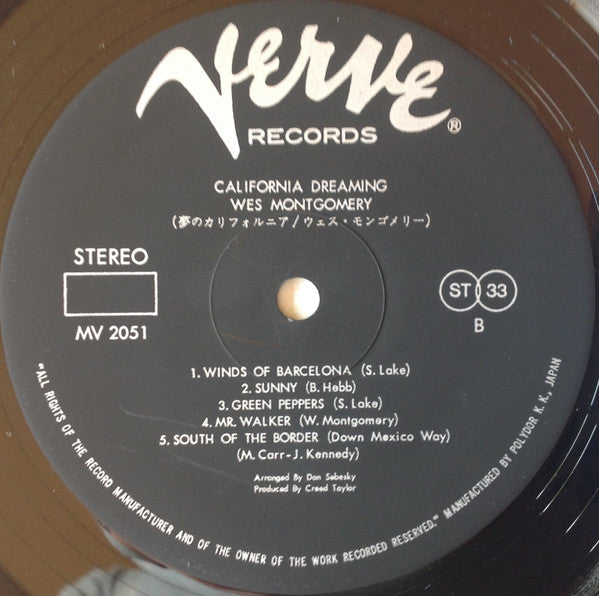 Verve®
RECORDS
CALIFORNIA DREAMING
WES MONTGOMERY
(夢のカリフォルニア/ウェス・モンゴメリー)
STEREO
MV 2051
ST 33
B
1. WINDS OF BARCELONA (S. Lake)
2. SUNNY (B. Hebb)
3. GREEN PEPPERS (S. Lake)
4. MR. WALKER (W. Montgomery)
5. SOUTH OF THE BORDER (Down Mexico Way)
(M. Carr-J. Kennedy)
Arranged By Don Sebesky
Produced By Creed Taylor
"ALL RIGHTS OF THE RECORD MANUFACTURER AND OF THE OWNER OF THE WORK RECORDED RESERVED." MANUFACTURED BY POLYDOR K. K., JAPAN